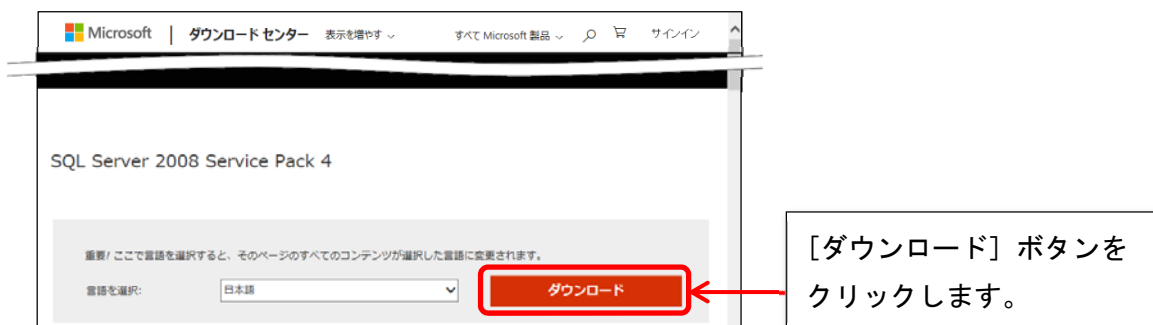 Microsoft | ダウンロード センター 表示を増やす すべて Microsoft 製品 サインイン
SQL Server 2008 Service Pack 4
重要! ここで言語を選択すると、そのページのすべてのコンテンツが選択した言語に変更されます。
言語を選択: 日本語 ダウンロード
[ダウンロード] ボタンを
クリックします。